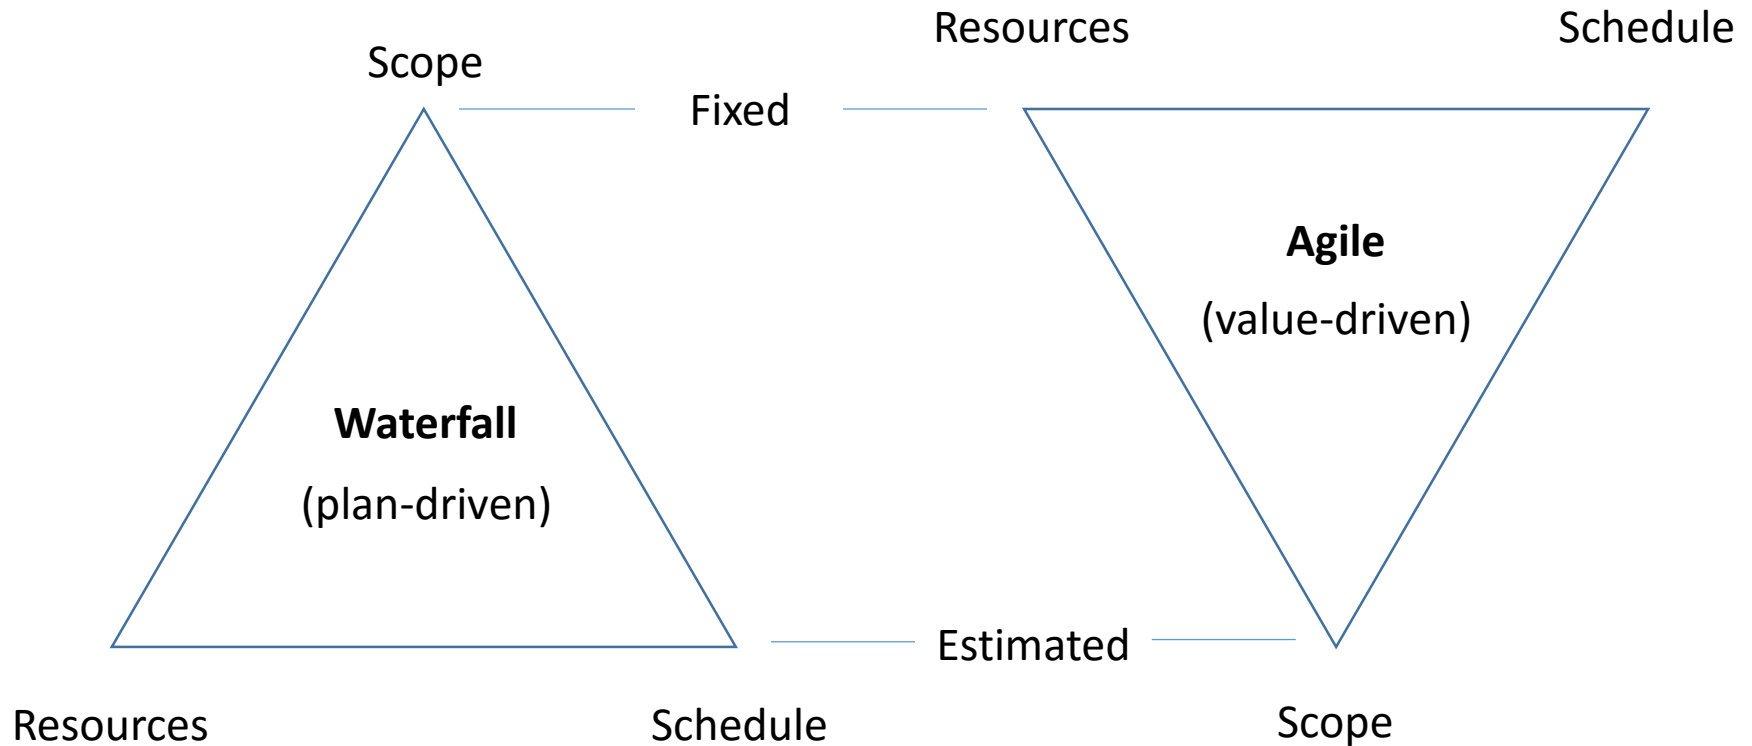 Resources
Schedule
Scope
Fixed
Agile
(value-driven)
Waterfall
(plan-driven)
Estimated
Resources
Schedule
Scope